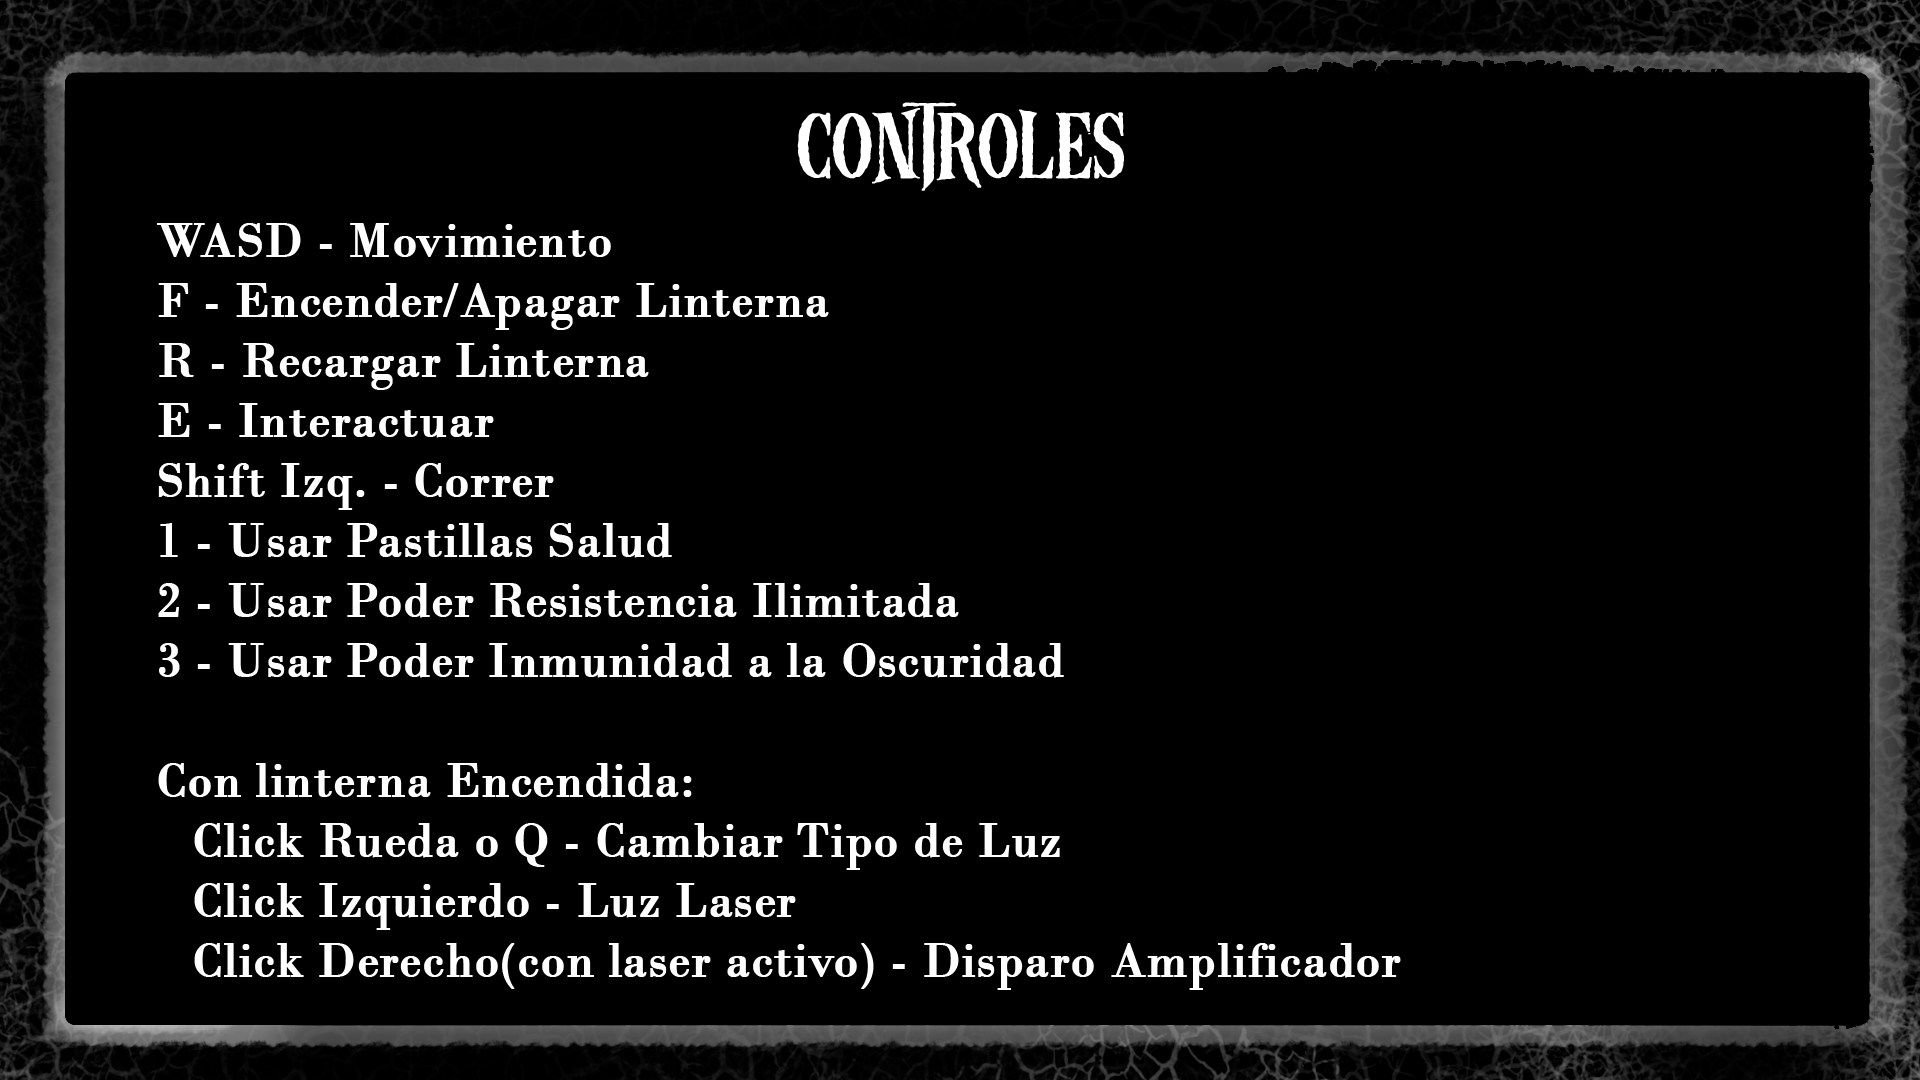 CONTROLES
WASD - Movimiento
F - Encender/Apagar Linterna
R - Recargar Linterna
E - Interactuar
Shift Izq. - Correr
1 - Usar Pastillas Salud
2 - Usar Poder Resistencia Ilimitada
3 - Usar Poder Inmunidad a la Oscuridad
Con linterna Encendida:
Click Rueda o Q - Cambiar Tipo de Luz
Click Izquierdo - Luz Laser
Click Derecho(con laser activo) - Disparo Amplificador